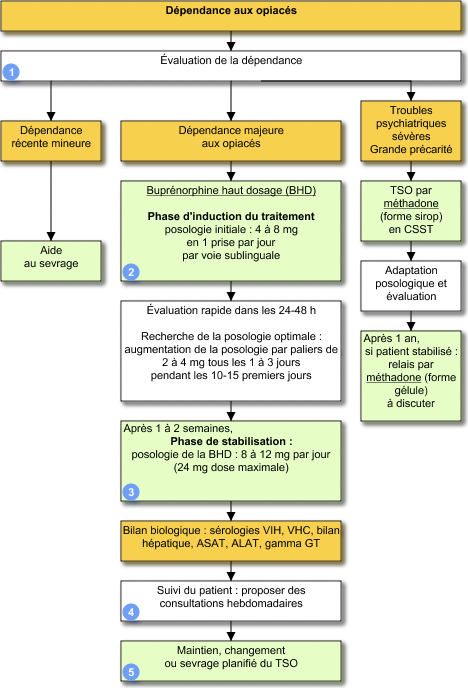 Dépendance aux opiacés
Évaluation de la dépendance
1
Dépendance
récente mineure
Aide
au sevrage
Dépendance majeure
aux opiacés
Buprénorphine haut dosage (BHD)
Phase d'induction du traitement
posologie initiale : 4 à 8 mg
en 1 prise par jour
par voie sublinguale
2
Évaluation rapide dans les 24-48 h
Recherche de la posologie optimale :
augmentation de la posologie par paliers de
2 à 4 mg tous les 1 à 3 jours
pendant les 10-15 premiers jours
Après 1 à 2 semaines,
Phase de stabilisation :
posologie de la BHD : 8 à 12 mg par jour
(24 mg dose maximale)
3
Bilan biologique : sérologies VIH, VHC, bilan
hépatique, ASAT, ALAT, gamma GT
Suivi du patient : proposer des
consultations hebdomadaires
4
Maintien, changement
ou sevrage planifié du TSO
5
Troubles
psychiatriques
sévères
Grande précarité
TSO par
méthadone
(forme sirop)
en CSST
Adaptation
posologique et
évaluation
Après 1 an,
si patient stabilisé :
relais par
méthadone (forme
gélule)
à discuter